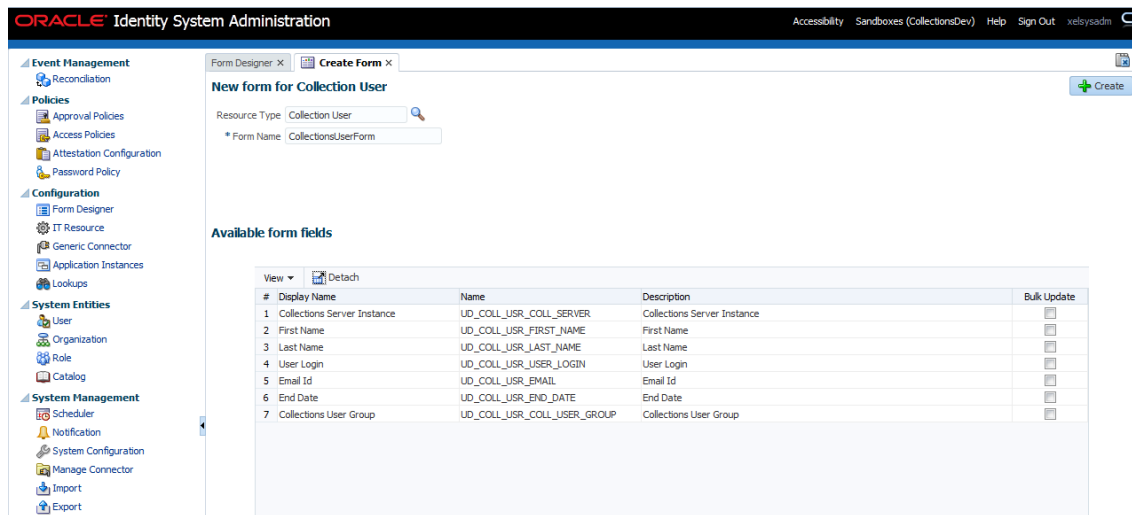 ORACLE® Identity System Administration
Accessibility Sandboxes (CollectionsDev) Help Sign Out xelsysadm
Event Management
Reconciliation
Policies
Approval Policies
Access Policies
Attestation Configuration
Password Policy
Configuration
Form Designer
IT Resource
Generic Connector
Application Instances
Lookups
System Entities
User
Organization
Role
Catalog
System Management
Scheduler
Notification
System Configuration
Manage Connector
Import
Export
Form Designer Create Form
New form for Collection User
Create
Resource Type Collection User
* Form Name CollectionsUserForm
Available form fields
View Detach
# Display Name Name Description Bulk Update
1 Collections Server Instance UD_COLL_USR_COLL_SERVER Collections Server Instance
2 First Name UD_COLL_USR_FIRST_NAME First Name
3 Last Name UD_COLL_USR_LAST_NAME Last Name
4 User Login UD_COLL_USR_USER_LOGIN User Login
5 Email Id UD_COLL_USR_EMAIL Email Id
6 End Date UD_COLL_USR_END_DATE End Date
7 Collections User Group UD_COLL_USR_COLL_USER_GROUP Collections User Group